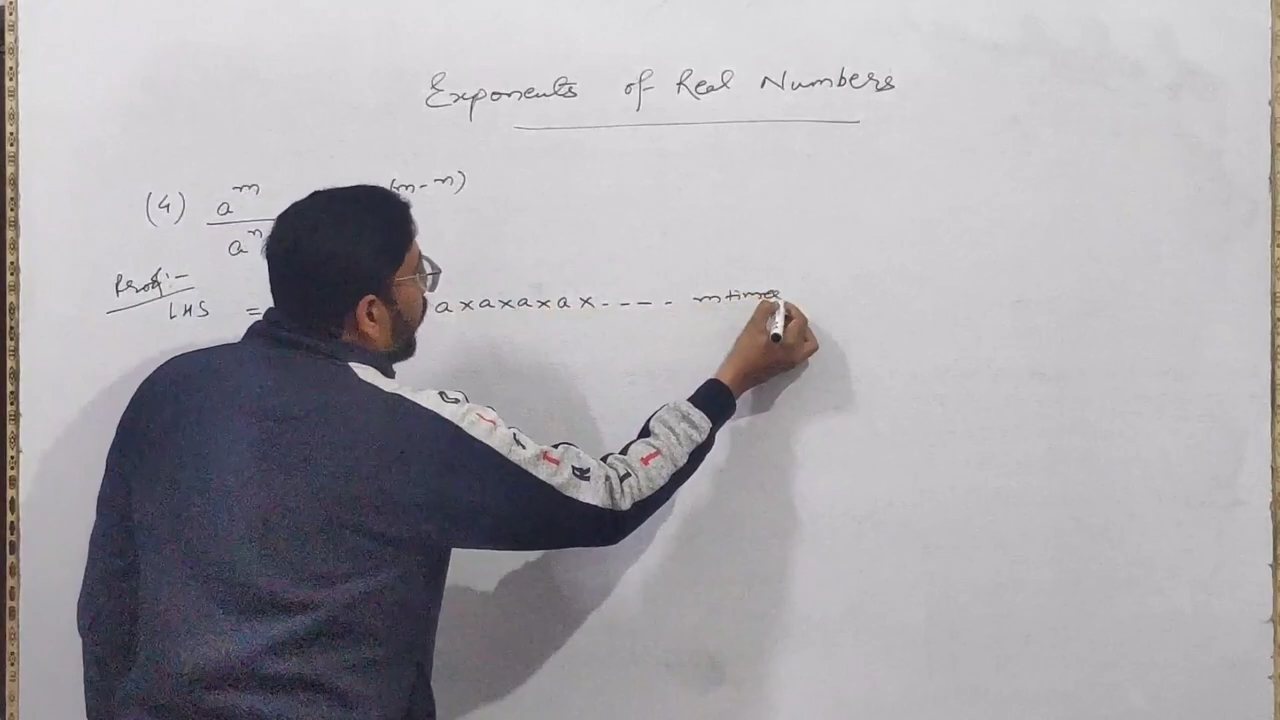 Exponents of Real Numbers
(4) a^m / a^n (m-n)
Proof:-
LHS = a×a×a×a×---- m times